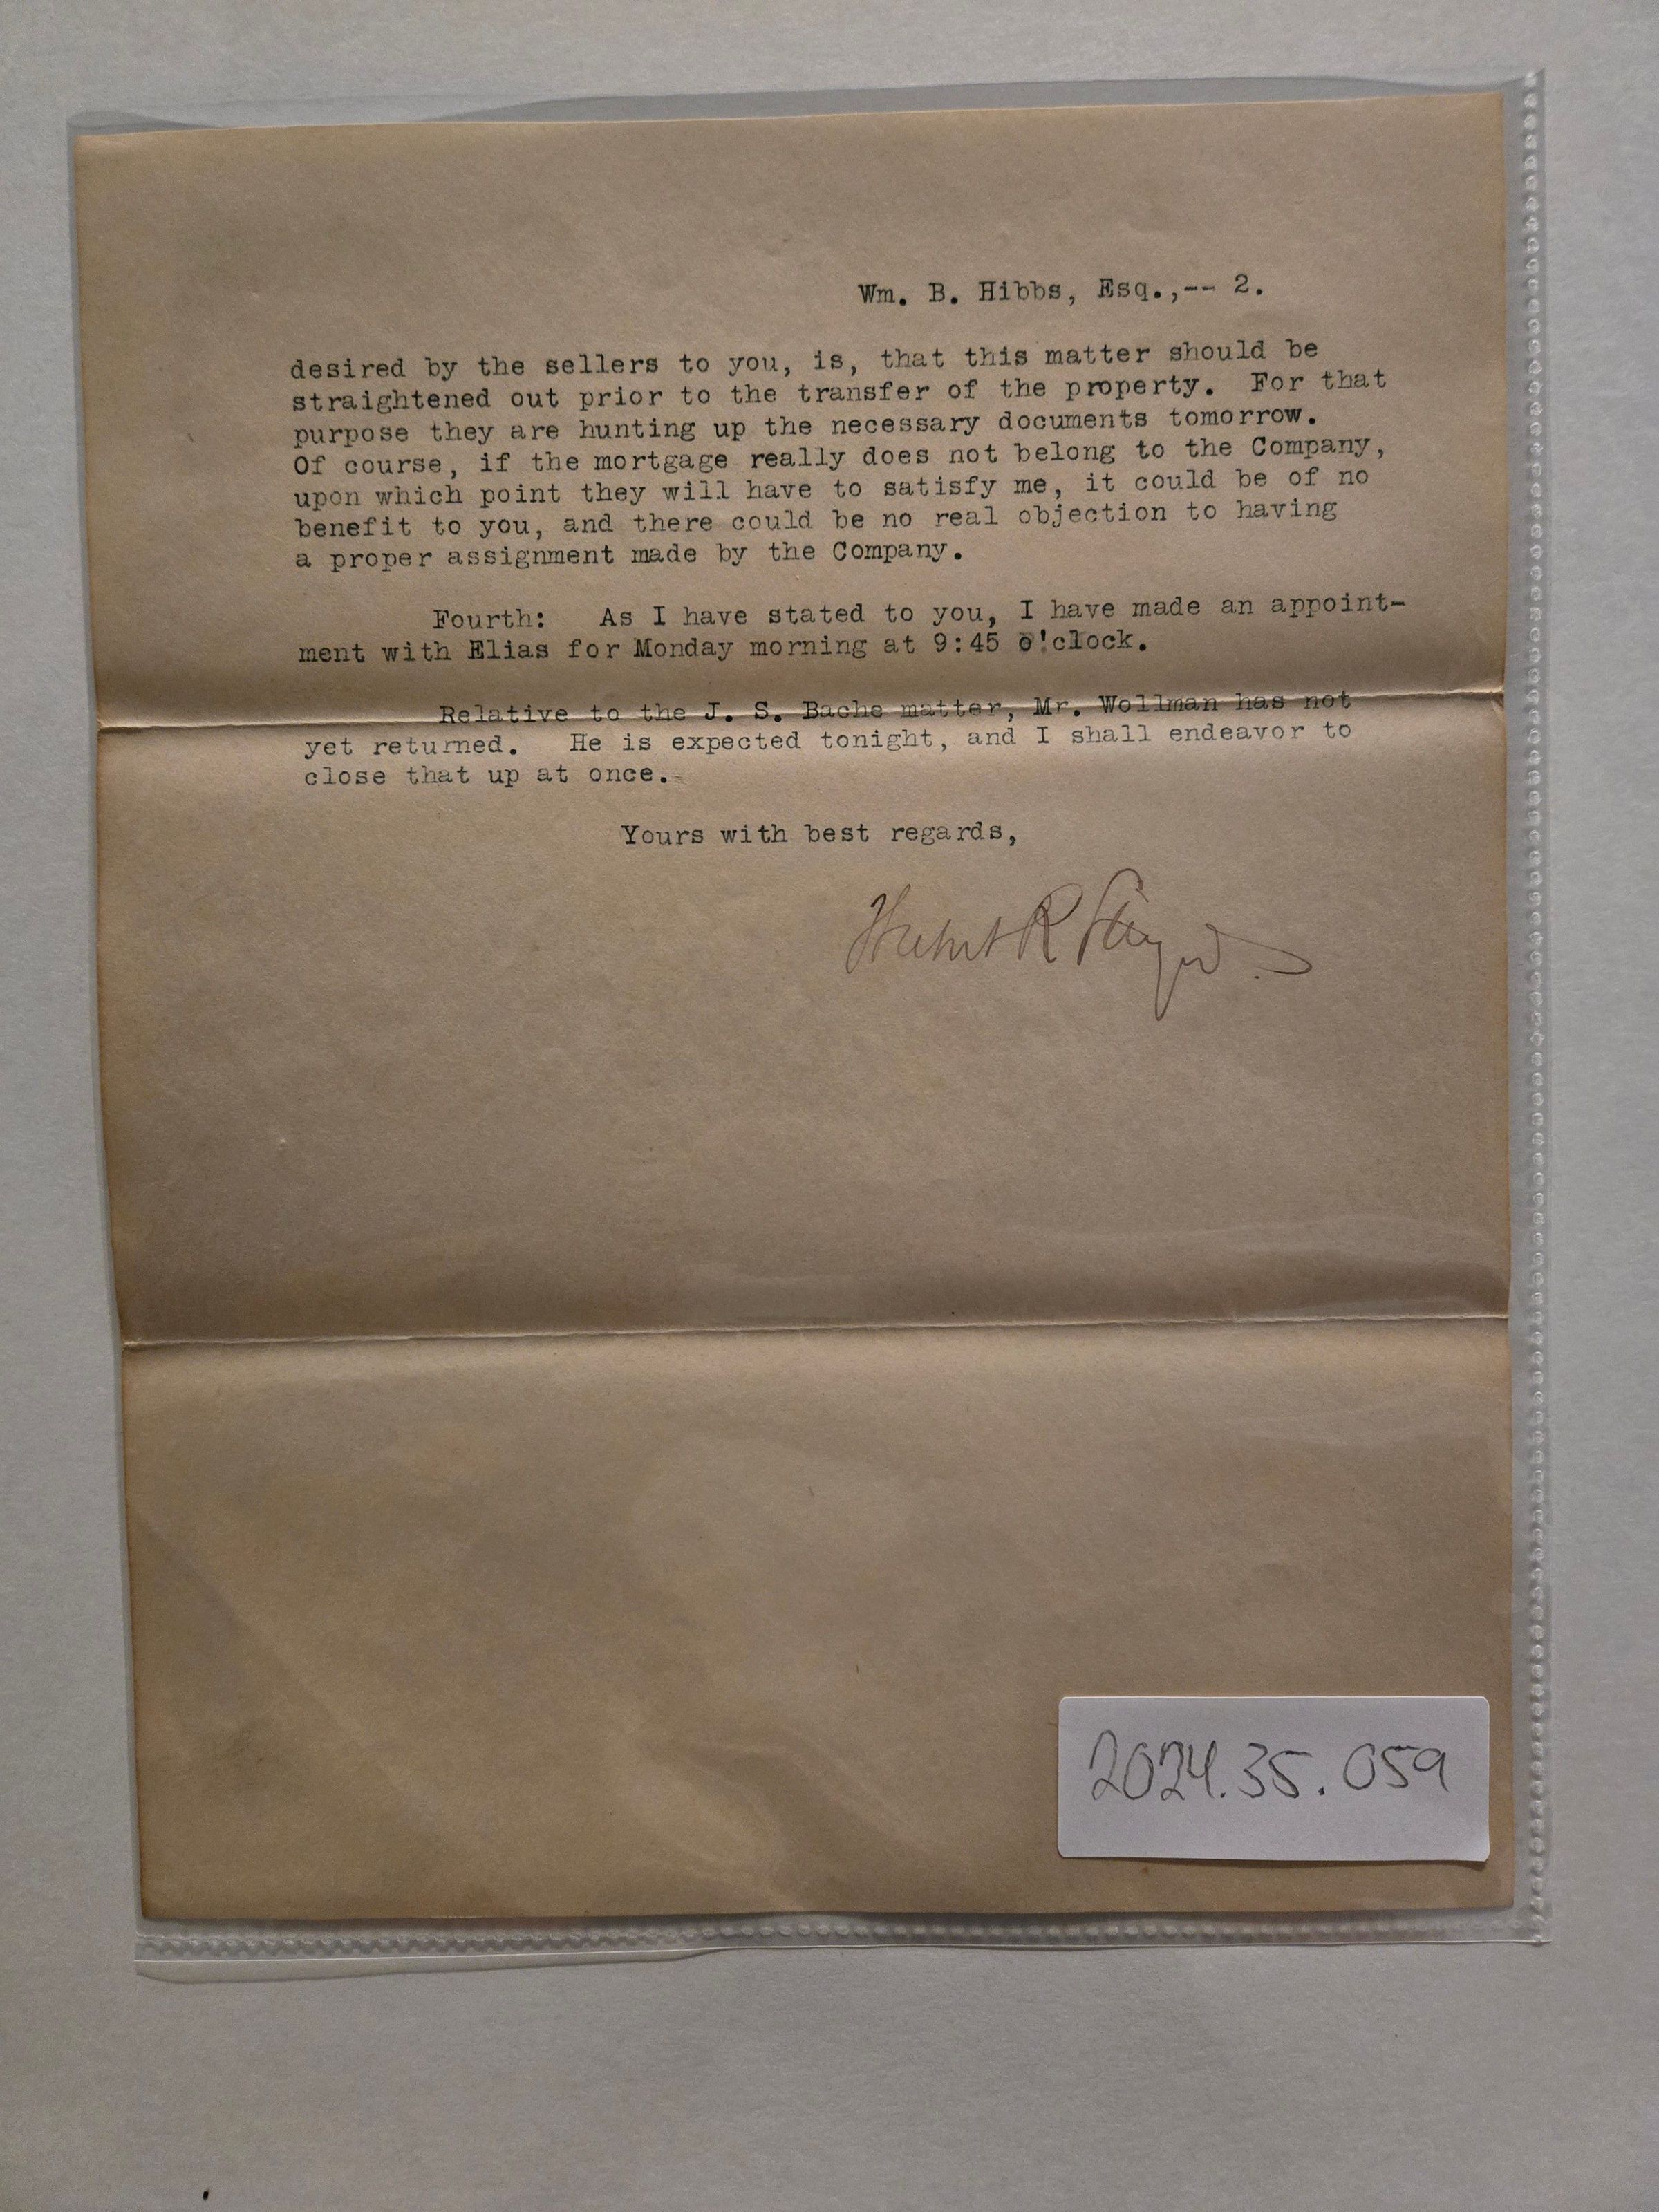 Wm. B. Hibbs, Esq.,-- 2.
desired by the sellers to you, is, that this matter should be
straightened out prior to the transfer of the property. For that
purpose they are hunting up the necessary documents tomorrow.
Of course, if the mortgage really does not belong to the Company,
upon which point they will have to satisfy me, it could be of no
benefit to you, and there could be no real objection to having
a proper assignment made by the Company.
Fourth: As I have stated to you, I have made an appoint-
ment with Elias for Monday morning at 9:45 o'clock.
Relative to the J. S. Bache matter, Mr. Wollman has not
yet returned. He is expected tonight, and I shall endeavor to
close that up at once.
Yours with best regards,
R
2024.35.059